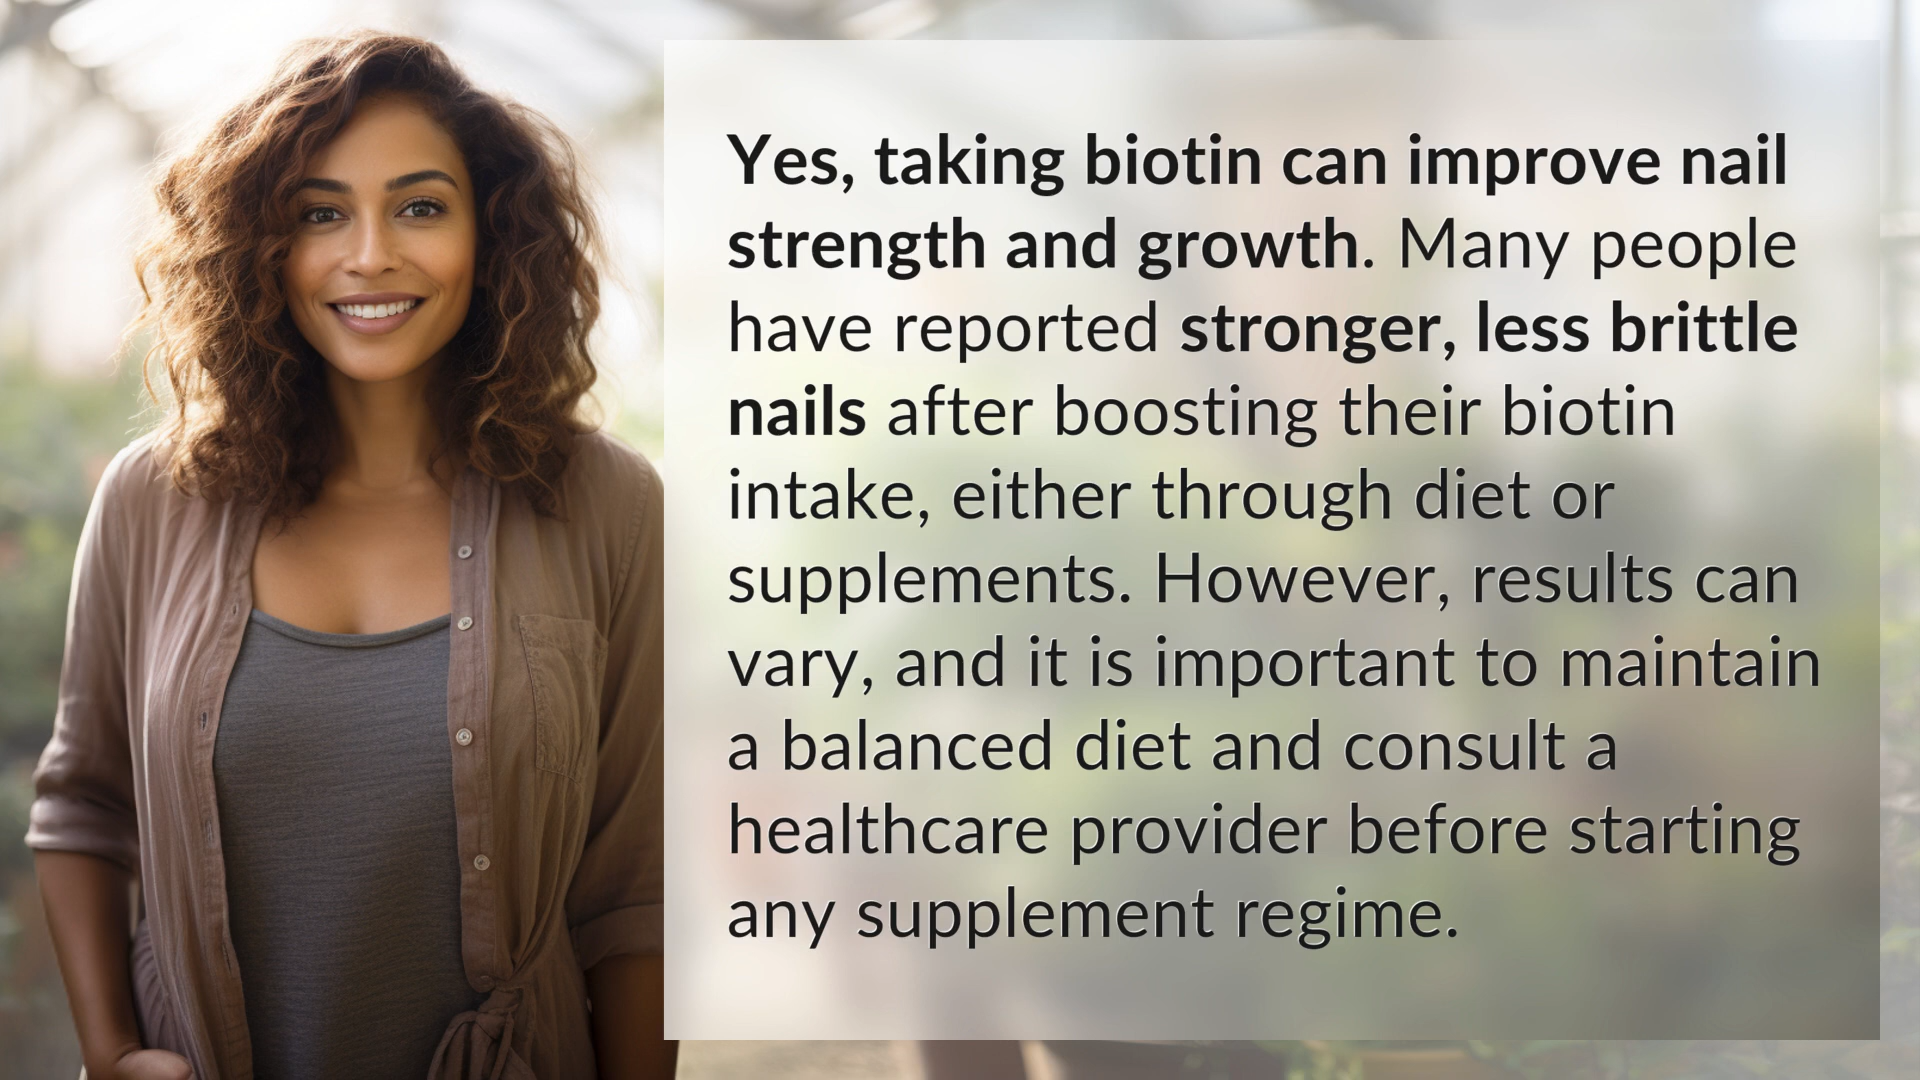 Yes, taking biotin can improve nail
strength and growth. Many people
have reported stronger, less brittle
nails after boosting their biotin
intake, either through diet or
supplements. However, results can
vary, and it is important to maintain
a balanced diet and consult a
healthcare provider before starting
any supplement regime.